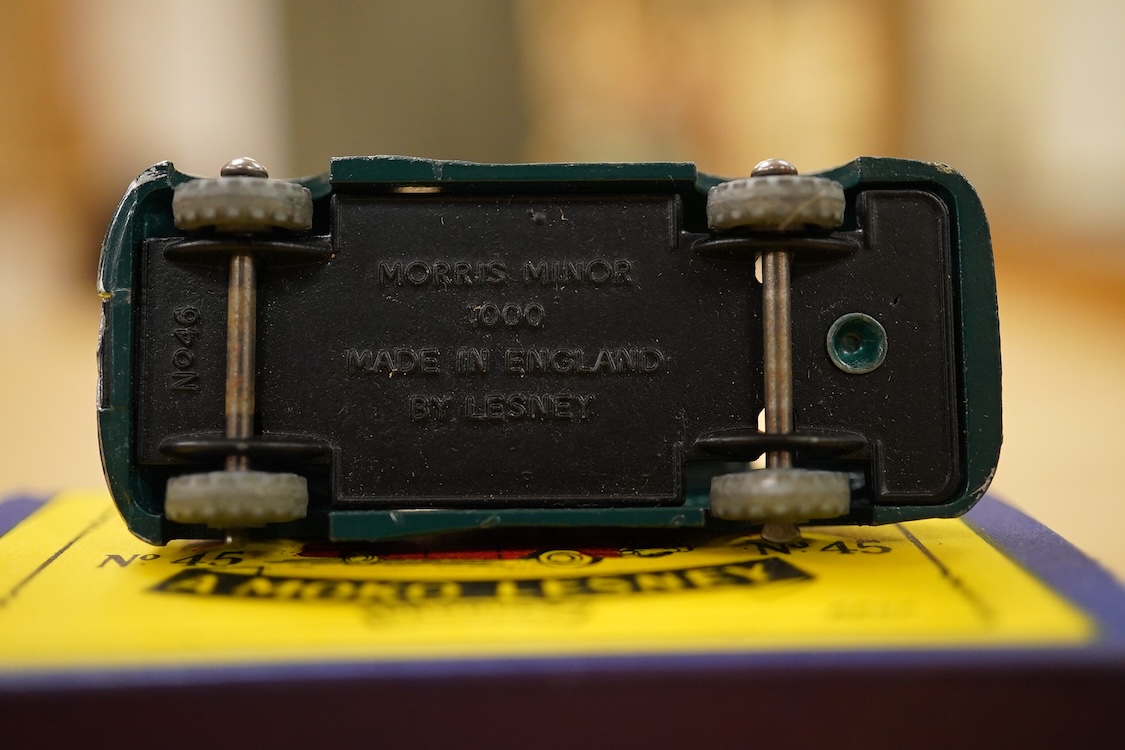 MORRIS MINOR
1000
MADE IN ENGLAND
BY LESNEY
No46
No 45
No 45
A MOKO LESNEY